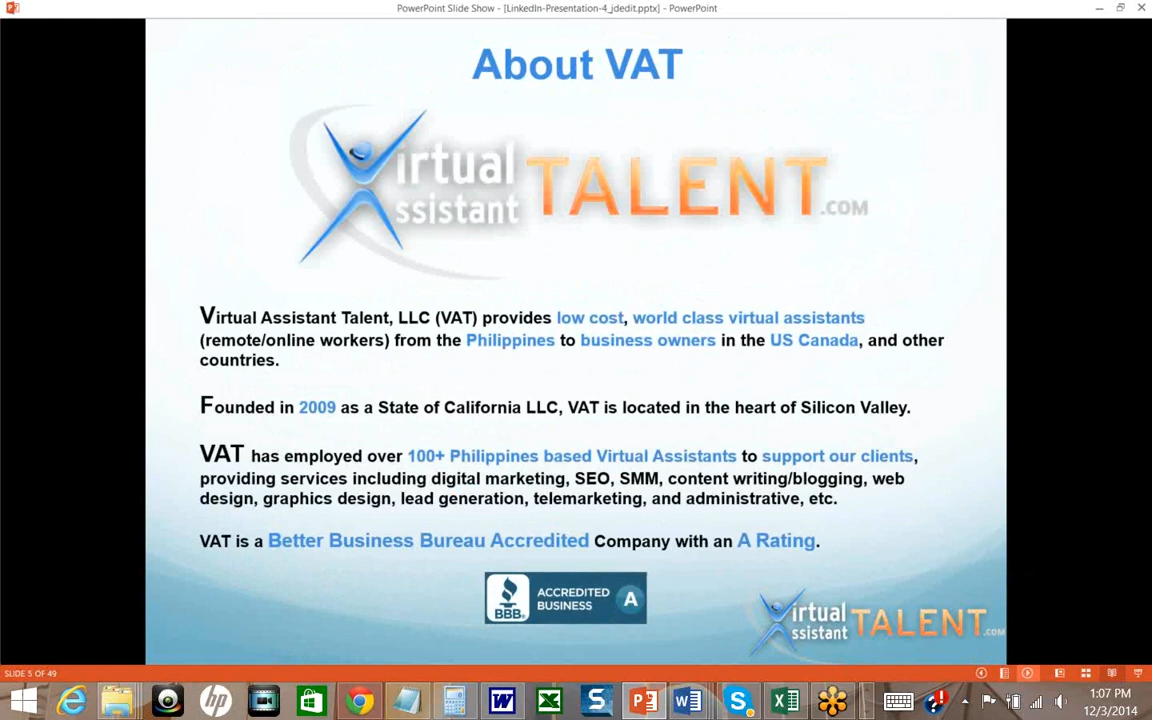 PowerPoint Slide Show - [LinkedIn-Presentation-4_jdedit.pptx] - PowerPoint
About VAT
Virtual
Assistant
TALENT.COM
Virtual Assistant Talent, LLC (VAT) provides low cost, world class virtual assistants
(remote/online workers) from the Philippines to business owners in the US Canada, and other
countries.
Founded in 2009 as a State of California LLC, VAT is located in the heart of Silicon Valley.
VAT has employed over 100+ Philippines based Virtual Assistants to support our clients,
providing services including digital marketing, SEO, SMM, content writing/blogging, web
design, graphics design, lead generation, telemarketing, and administrative, etc.
VAT is a Better Business Bureau Accredited Company with an A Rating.
BBB
ACCREDITED
BUSINESS
A
Virtual
Assistant
TALENT.COM
SLIDE 5 OF 49
hp
1:07 PM
12/3/2014